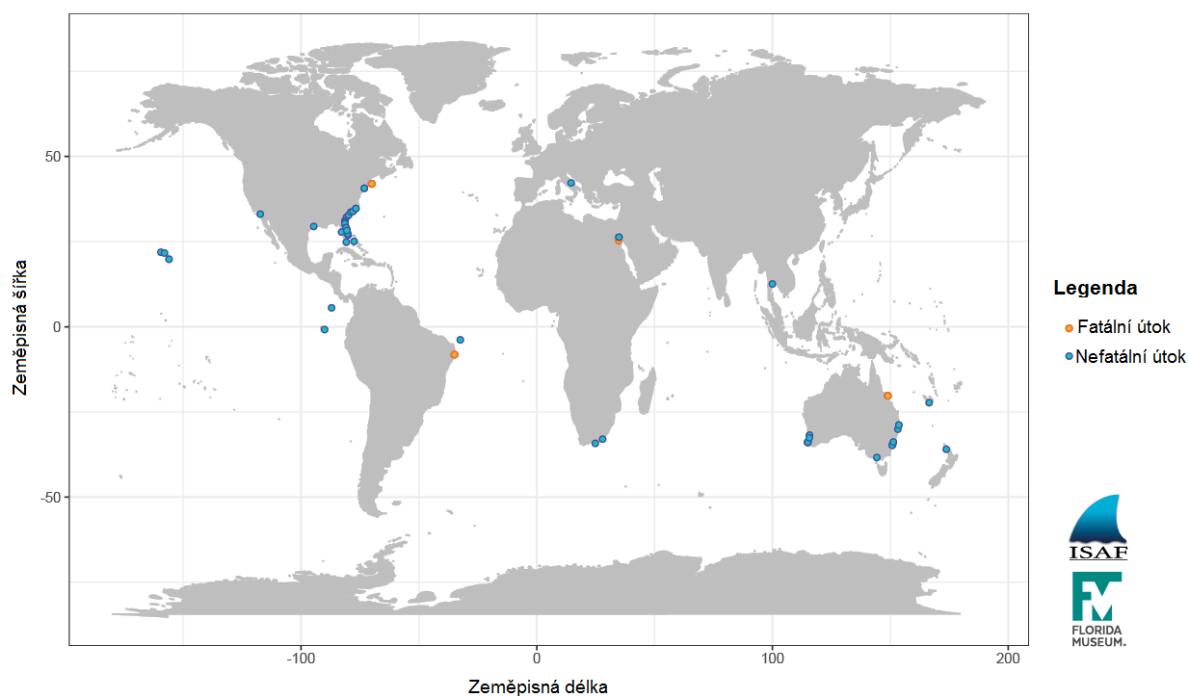 50
0
-50
Zeměpisná šířka
-100
0
100
200
Zeměpisná délka
Legenda
Fatální útok
Nefatální útok
ISAF
FM
FLORIDA
MUSEUM.